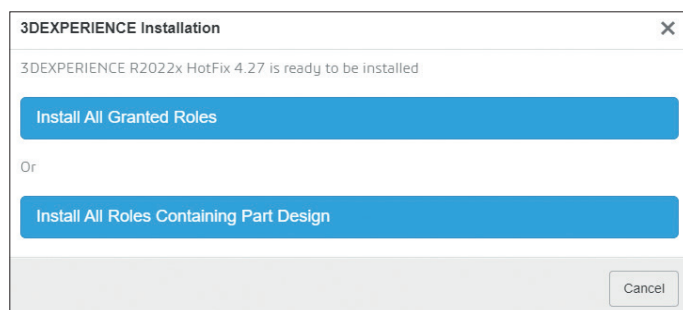 3DEXPERIENCE Installation
3DEXPERIENCE R2022x HotFix 4.27 is ready to be installed
Install All Granted Roles
Or
Install All Roles Containing Part Design
Cancel